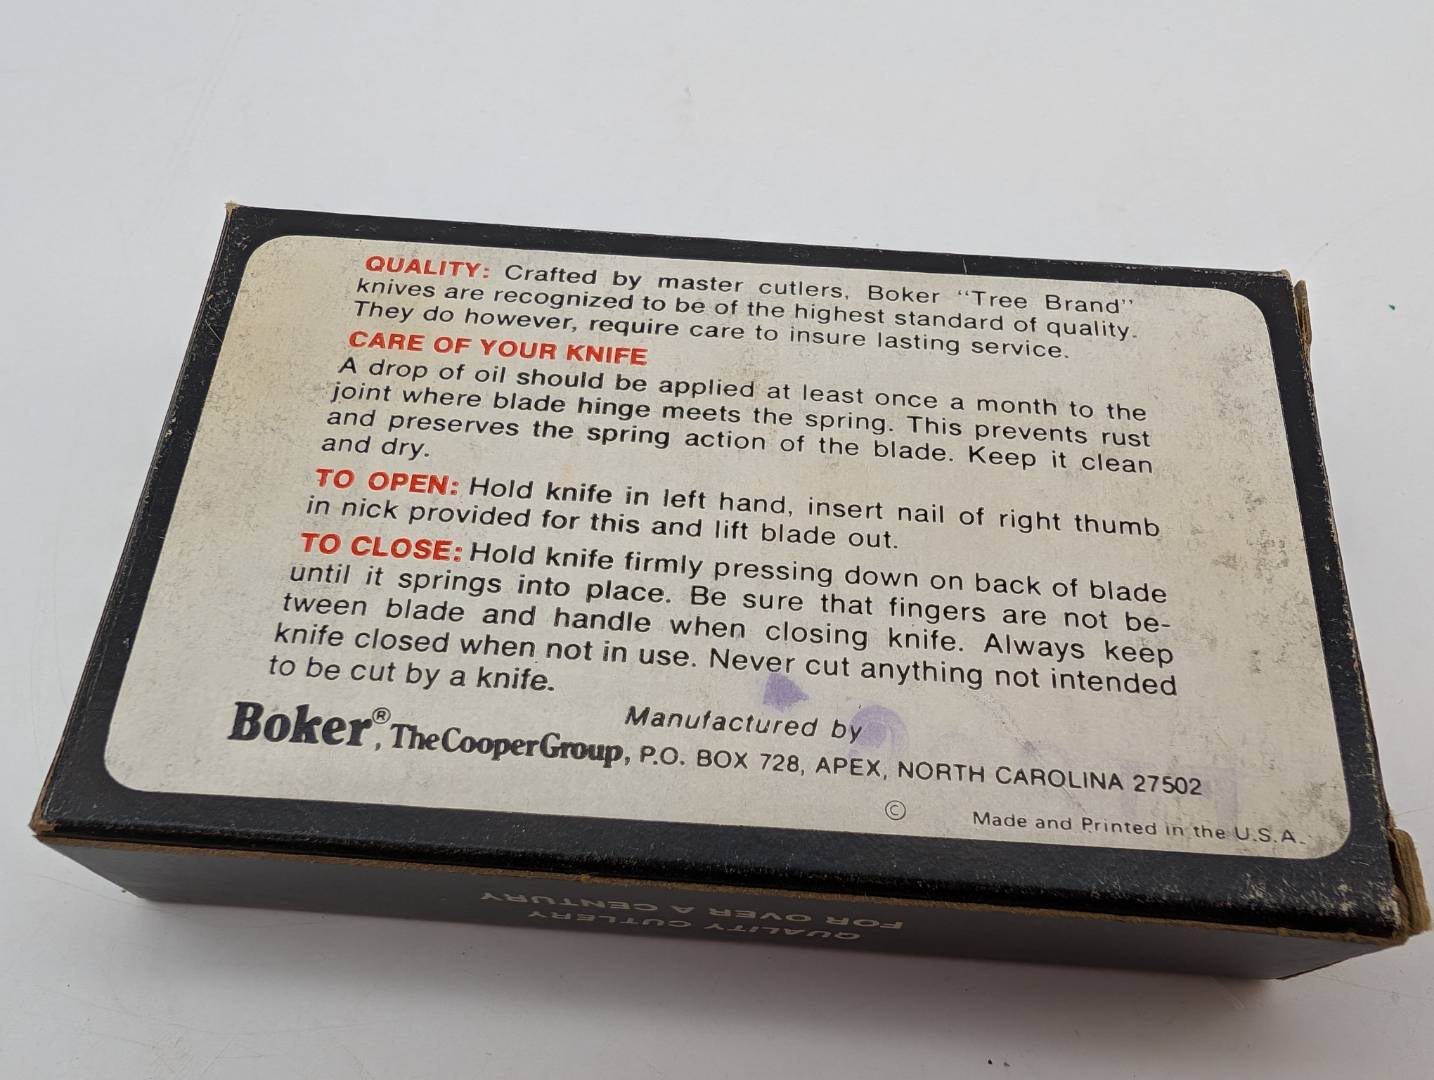 QUALITY: Crafted by master cutlers, Boker "Tree Brand"
knives are recognized to be of the highest standard of quality.
They do however, require care to insure lasting service.
CARE OF YOUR KNIFE
A drop of oil should be applied at least once a month to the
joint where blade hinge meets the spring. This prevents rust
and preserves the spring action of the blade. Keep it clean
and dry.
TO OPEN: Hold knife in left hand, insert nail of right thumb
in nick provided for this and lift blade out.
TO CLOSE: Hold knife firmly pressing down on back of blade
until it springs into place. Be sure that fingers are not be-
tween blade and handle when closing knife. Always keep
knife closed when not in use. Never cut anything not intended
to be cut by a knife.
Manufactured by
Boker®, The Cooper Group, P.O. BOX 728, APEX, NORTH CAROLINA 27502
© Made and Printed in the U.S.A.
QUALITY CUTLERY
FOR OVER A CENTURY